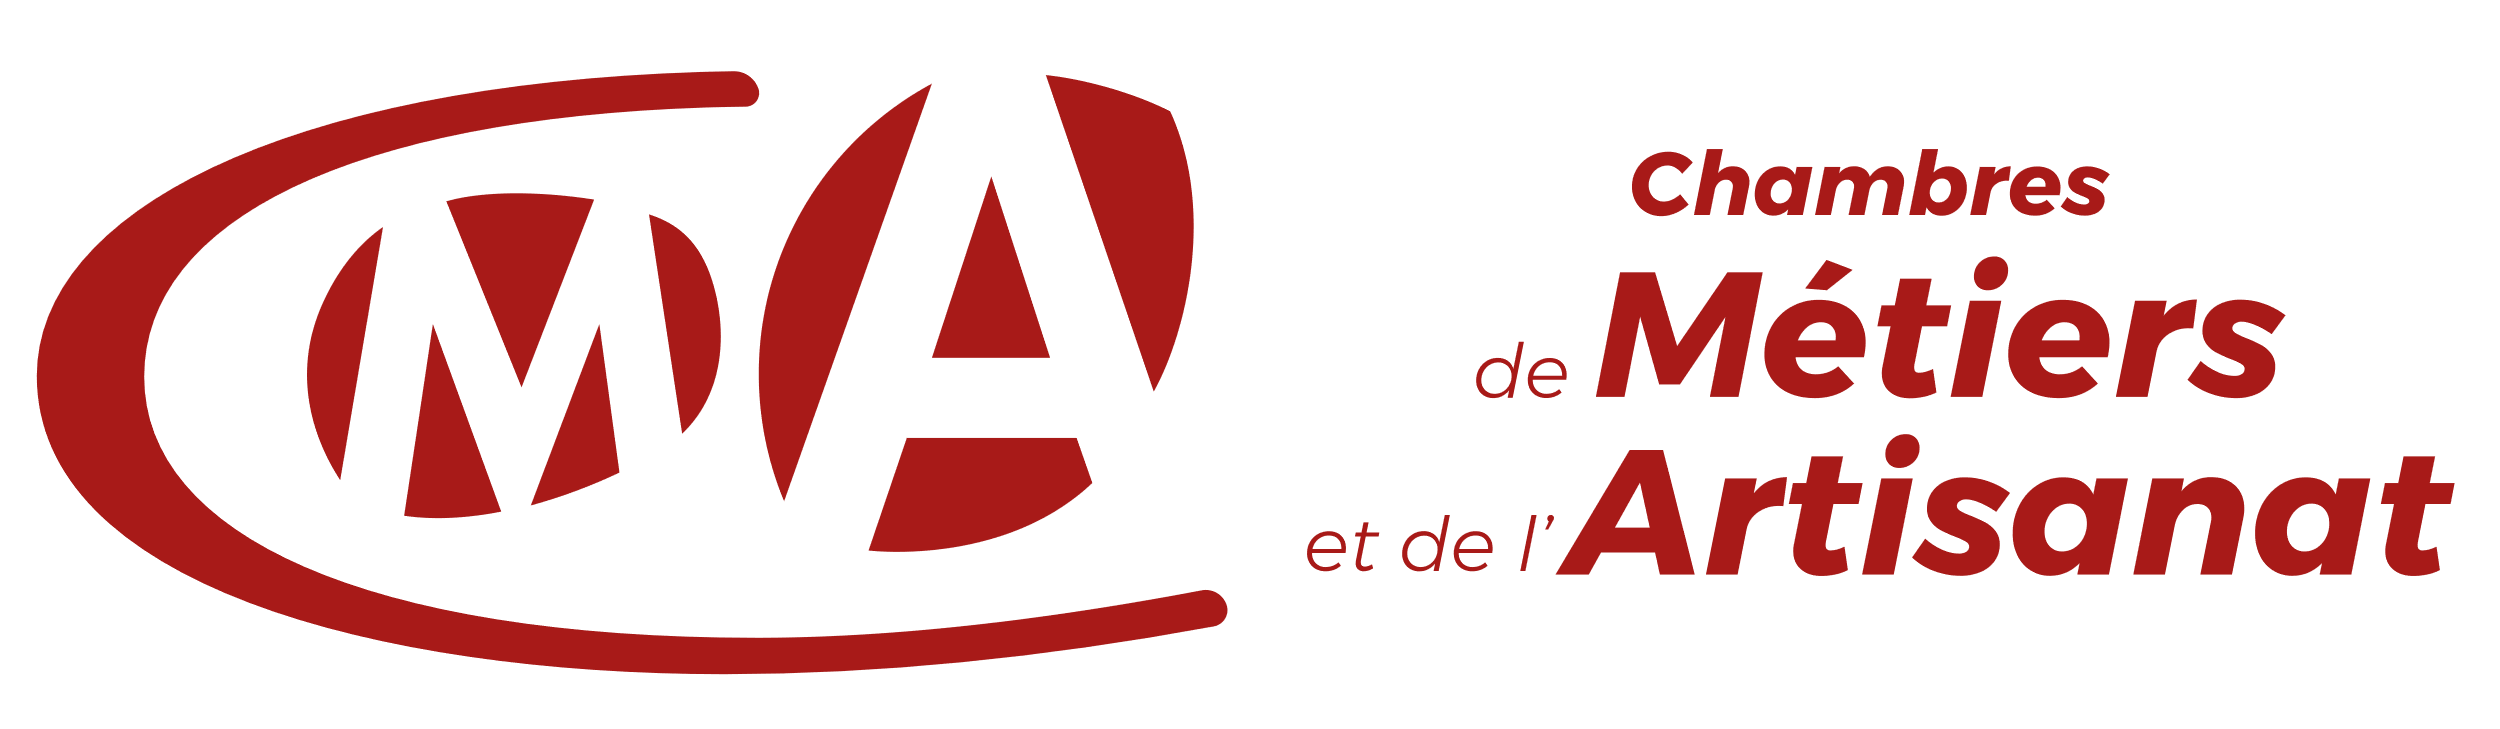 CMA
Chambres
de Métiers
et de l'Artisanat